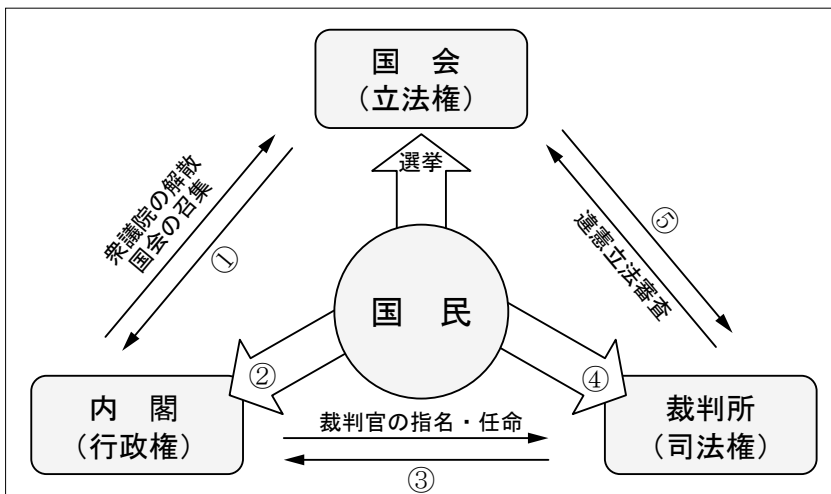 国　会
（立法権）
選挙
衆議院の解散
国会の召集
①
⑤
違憲立法審査
国　民
②
④
内　閣
（行政権）
裁判官の指名・任命
③
裁判所
（司法権）